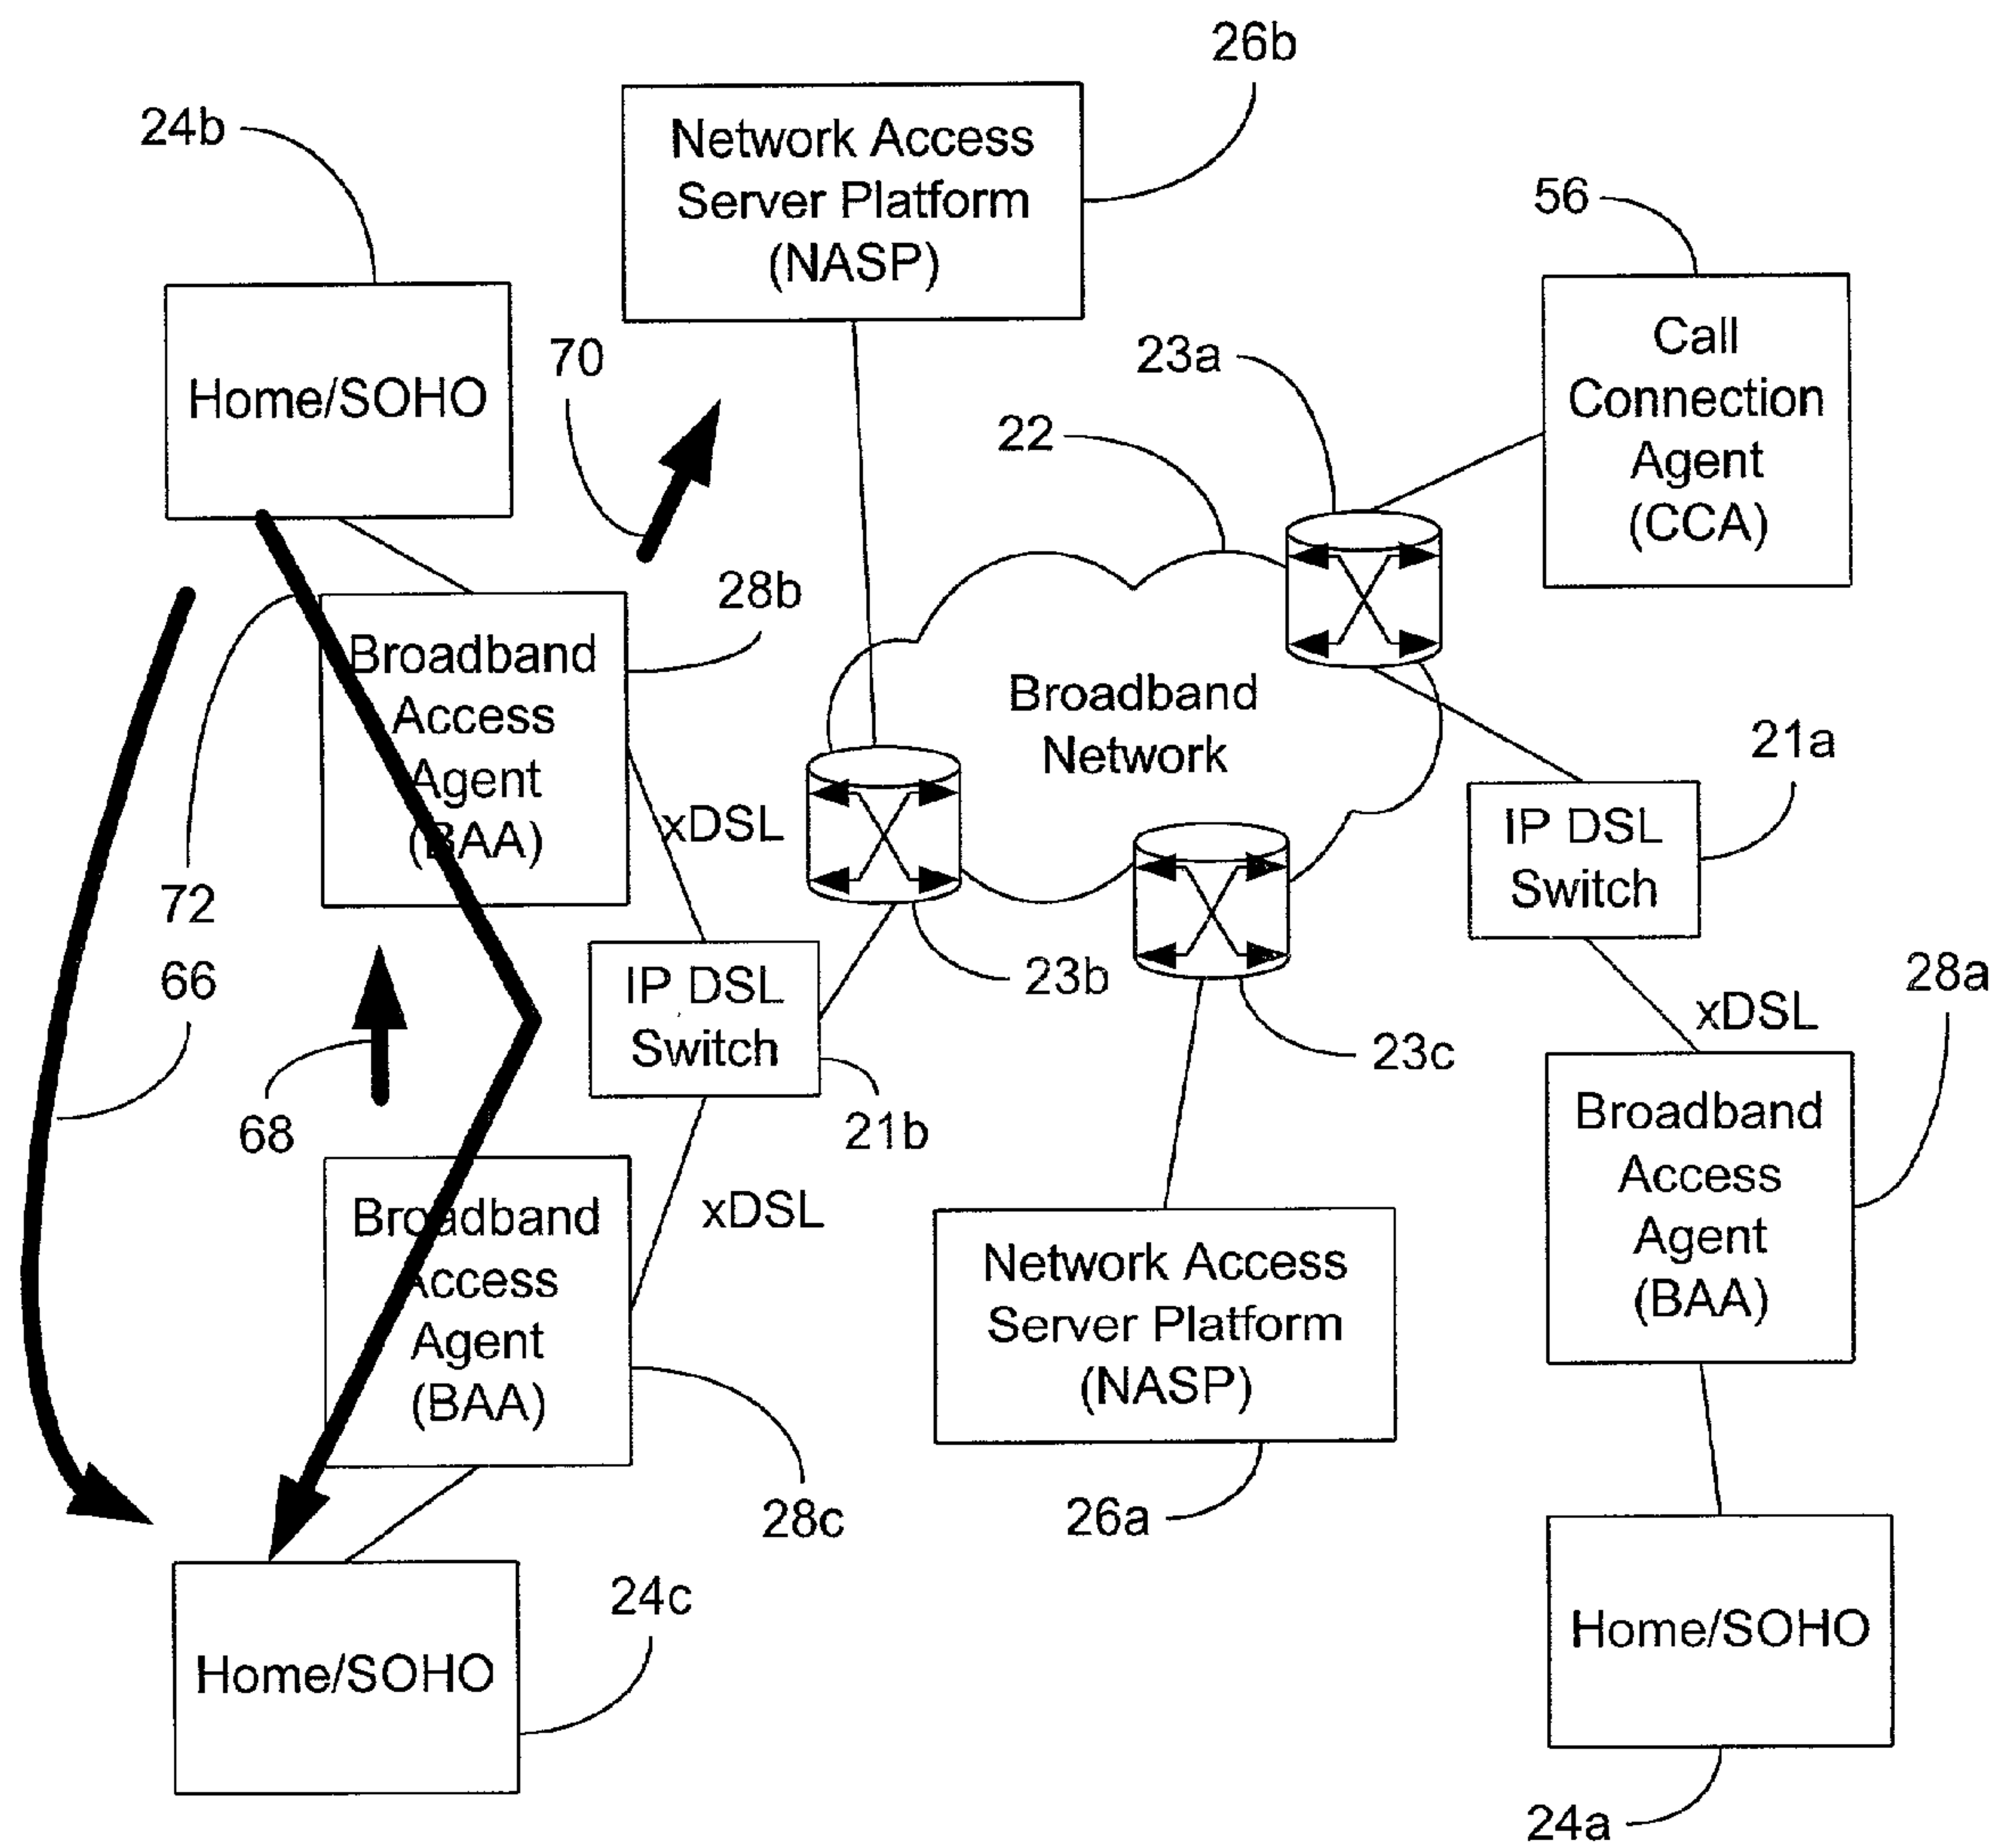 26b
24b
Network Access
Server Platform
(NASP)
56
Home/SOHO
70
23a
22
Call
Connection
Agent
(CCA)
28b
Broadband
Access
Agent
(BAA)
Broadband
Network
21a
xDSL
IP DSL
Switch
72
66
IP DSL
Switch
23b
28a
xDSL
23c
68
21b
Broadband
Access
Agent
(BAA)
xDSL
Broadband
Access
Agent
(BAA)
Network Access
Server Platform
(NASP)
28c
26a
24c
Home/SOHO
Home/SOHO
24a